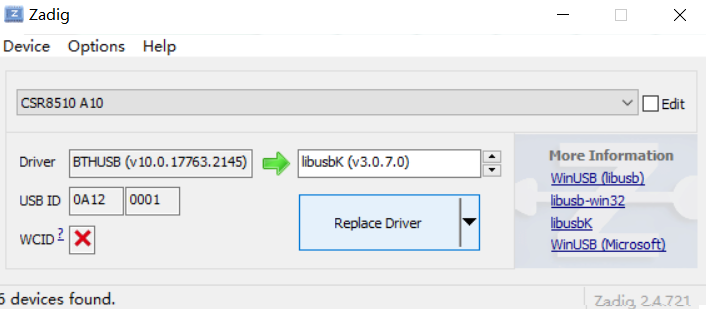 Zadig
Device Options Help
CSR8510 A10
Edit
Driver BTHUSB (v10.0.17763.2145) libusbK (v3.0.7.0)
USB ID 0A12 0001
WCID ?
Replace Driver
More Information
WinUSB (libusb)
libusb-win32
libusbK
WinUSB (Microsoft)
devices found.
Zadig 2.4.721